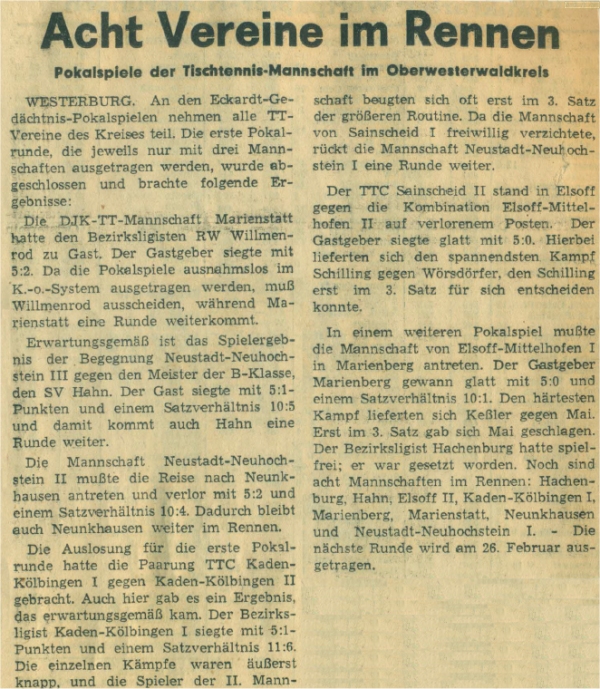 Acht Vereine im Rennen
Pokalspiele der Tischtennis-Mannschaft im Oberwesterwaldkreis
WESTERBURG. An den Eckardt-Ge-
dächtnis-Pokalspielen nehmen alle TT-
Vereine des Kreises teil. Die erste Pokal-
runde, die jeweils nur mit drei Mann-
schaften ausgetragen werden, wurde ab-
geschlossen und brachte folgende Er-
gebnisse:
Die DJK-TT-Mannschaft Marienstatt
hatte den Bezirksligisten RW Willmen-
rod zu Gast. Der Gastgeber siegte mit
5:2. Da die Pokalspiele ausnahmslos im
K.-o.-System ausgetragen werden, muß
Willmenrod ausscheiden, während Ma-
rienstatt eine Runde weiterkommt.
Erwartungsgemäß ist das Spielergeb-
nis der Begegnung Neustadt-Neuhoch-
stein III gegen den Meister der B-Klasse,
den SV Hahn. Der Gast siegte mit 5:1-
Punkten und einem Satzverhältnis 10:5
und damit kommt auch Hahn eine
Runde weiter.
Die Mannschaft Neustadt-Neuhoch-
stein II mußte die Reise nach Neunk-
hausen antreten und verlor mit 5:2 und
einem Satzverhältnis 10:4. Dadurch bleibt
auch Neunkhausen weiter im Rennen.
Die Auslosung für die erste Pokal-
runde hatte die Paarung TTC Kaden-
Kölbingen I gegen Kaden-Kölbingen II
gebracht. Auch hier gab es ein Ergebnis,
das erwartungsgemäß kam. Der Bezirks-
ligist Kaden-Kölbingen I siegte mit 5:1-
Punkten und einem Satzverhältnis 11:6.
Die einzelnen Kämpfe waren äußerst
knapp, und die Spieler der II. Mann-
schaft beugten sich oft erst im 3. Satz
der größeren Routine. Da die Mannschaft
von Sainscheid I freiwillig verzichtete,
rückt die Mannschaft Neustadt-Neuhoch-
stein I eine Runde weiter.
Der TTC Sainscheid II stand in Elsoff
gegen die Kombination Elsoff-Mittel-
hofen II auf verlorenem Posten. Der
Gastgeber siegte glatt mit 5:0. Hierbei
lieferten sich den spannendsten Kampf
Schilling gegen Wörsdörfer, den Schilling
erst im 3. Satz für sich entscheiden
konnte.
In einem weiteren Pokalspiel mußte
die Mannschaft von Elsoff-Mittelhofen I
in Marienberg antreten. Der Gastgeber
Marienberg gewann glatt mit 5:0 und
einem Satzverhältnis 10:1. Den härtesten
Kampf lieferten sich Keßler gegen Mai.
Erst im 3. Satz gab sich Mai geschlagen.
Der Bezirksligist Hachenburg hatte spiel-
frei; er war gesetzt worden. Noch sind
acht Mannschaften im Rennen: Hachen-
burg, Hahn, Elsoff II, Kaden-Kölbingen I,
Marienberg, Marienstatt, Neunkhausen
und Neustadt-Neuhochstein I. - Die
nächste Runde wird am 26. Februar aus-
getragen.